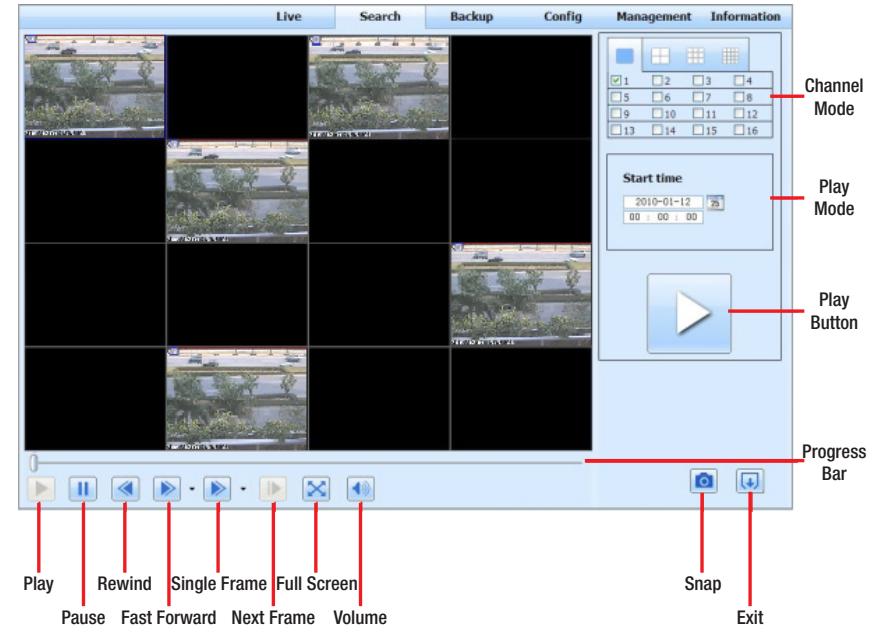 Live Search Backup Config Management Information
1 2 3 4
5 6 7 8
9 10 11 12
13 14 15 16
Channel
Mode
Start time
2010-01-12 25
00 : 00 : 00
Play
Mode
Play
Button
Progress
Bar
Play
Rewind
Single Frame
Full Screen
Snap
Pause
Fast Forward
Next Frame
Volume
Exit